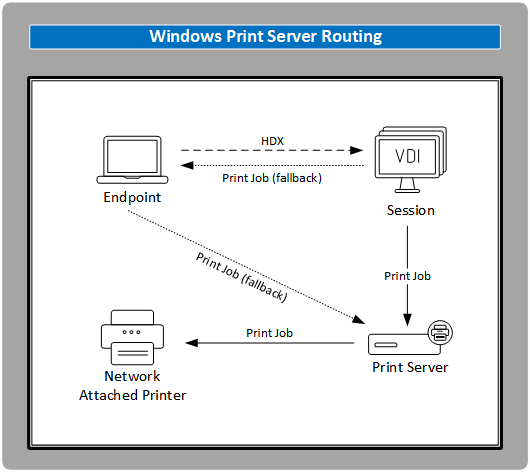 Windows Print Server Routing
HDX
VDI
Print Job (fallback)
Endpoint
Session
Print Job (fallback)
Print Job
Print Job
Print Server
Network
Attached Printer